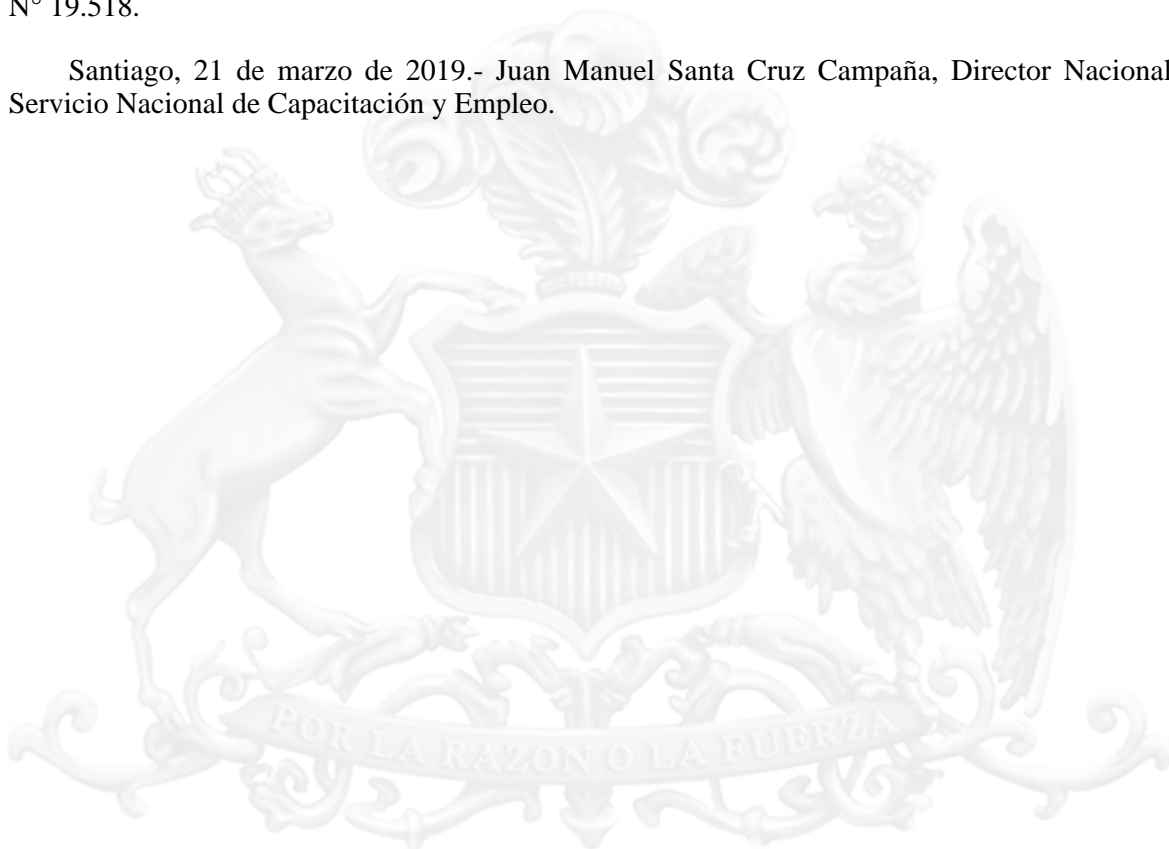 N° 19.518.
Santiago, 21 de marzo de 2019.- Juan Manuel Santa Cruz Campaña, Director Nacional
Servicio Nacional de Capacitación y Empleo.
POR LA RAZON O LA FUERZA